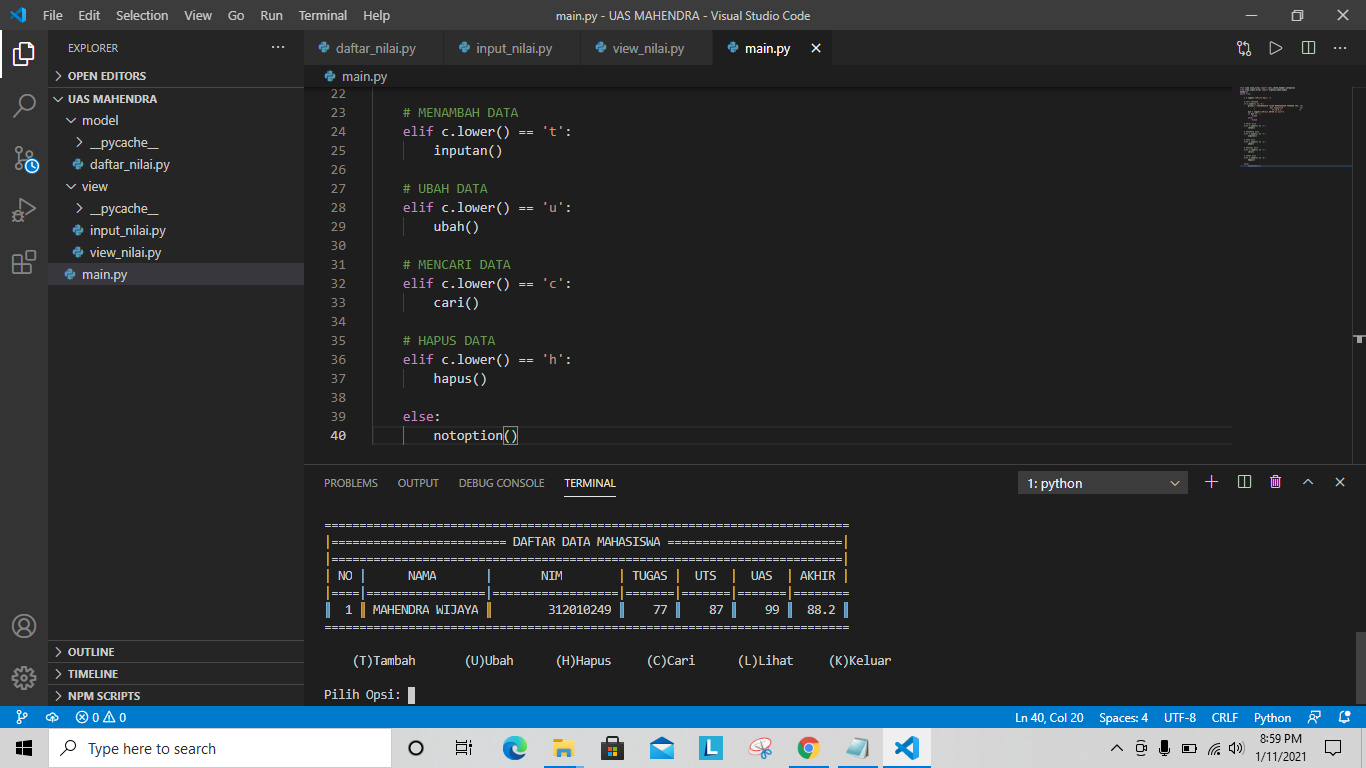 File Edit Selection View Go Run Terminal Help main.py - UAS MAHENDRA - Visual Studio Code
EXPLORER
OPEN EDITORS
UAS MAHENDRA
model
__pycache__
daftar_nilai.py
view
__pycache__
input_nilai.py
view_nilai.py
main.py
OUTLINE
TIMELINE
NPM SCRIPTS
daftar_nilai.py input_nilai.py view_nilai.py main.py
main.py
22
23 # MENAMBAH DATA
24 elif c.lower() == 't':
25 inputan()
26
27 # UBAH DATA
28 elif c.lower() == 'u':
29 ubah()
30
31 # MENCARI DATA
32 elif c.lower() == 'c':
33 cari()
34
35 # HAPUS DATA
36 elif c.lower() == 'h':
37 hapus()
38
39 else:
40 notoption()
PROBLEMS OUTPUT DEBUG CONSOLE TERMINAL 1: python
===========================================================================
|========================= DAFTAR DATA MAHASISWA =========================|
|=========================================================================|
| NO | NAMA | NIM | TUGAS | UTS | UAS | AKHIR |
|====|=================|==================|=======|=======|=======|========
| 1 | MAHENDRA WIJAYA | 312010249 | 77 | 87 | 99 | 88.2 |
===========================================================================
(T)Tambah (U)Ubah (H)Hapus (C)Cari (L)Lihat (K)Keluar
Pilih Opsi:
0 0 Ln 40, Col 20 Spaces: 4 UTF-8 CRLF Python
Type here to search
L
8:59 PM
1/11/2021